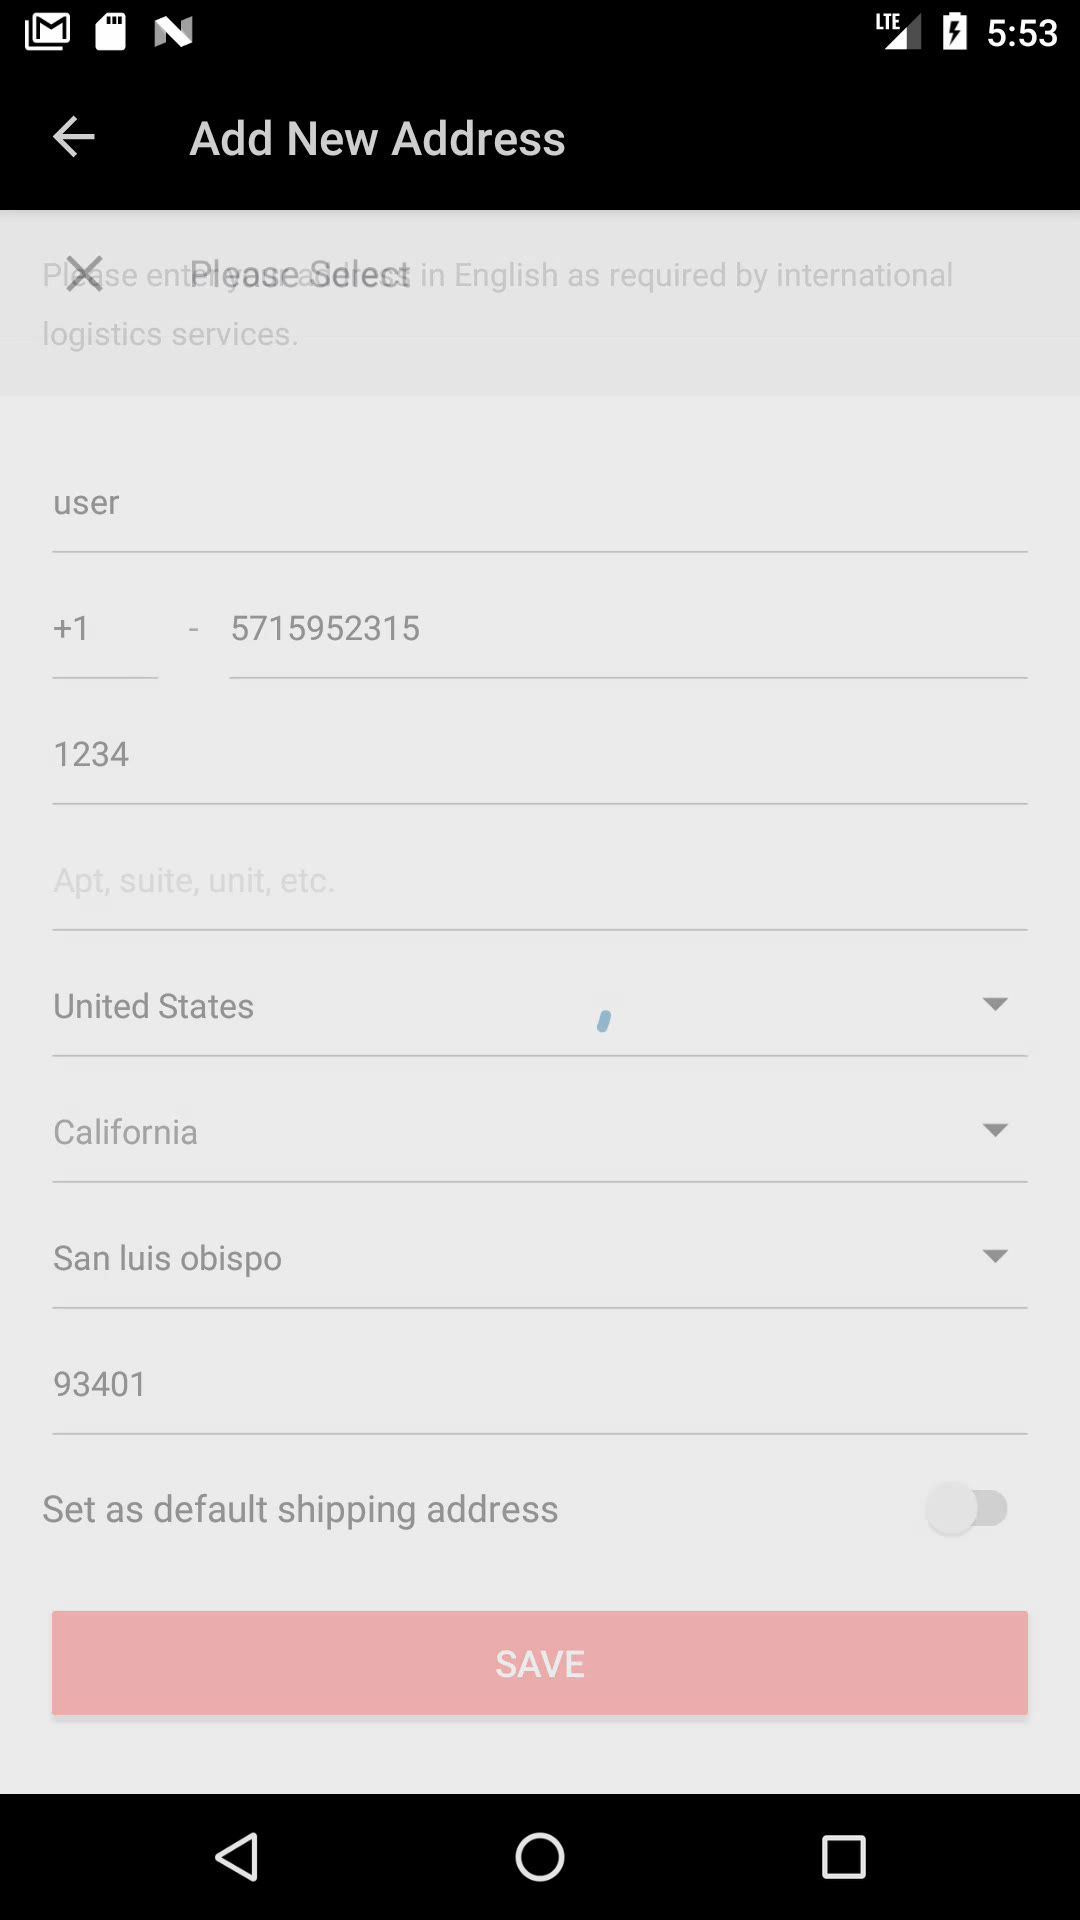 LTE 5:53
Add New Address
Please Select
Please enter your address in English as required by international
logistics services.
user
+1 - 5715952315
1234
Apt, suite, unit, etc.
United States
California
San luis obispo
93401
Set as default shipping address
SAVE